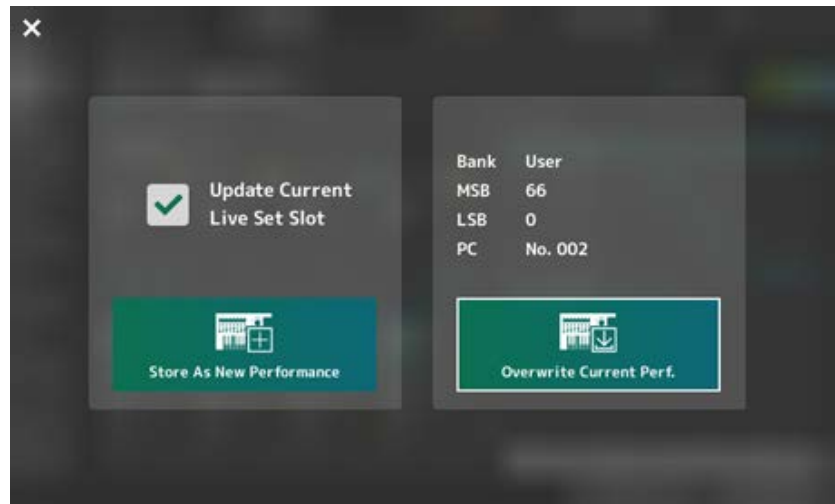 Update Current
Live Set Slot
Store As New Performance
Bank User
MSB 66
LSB 0
PC No. 002
Overwrite Current Perf.